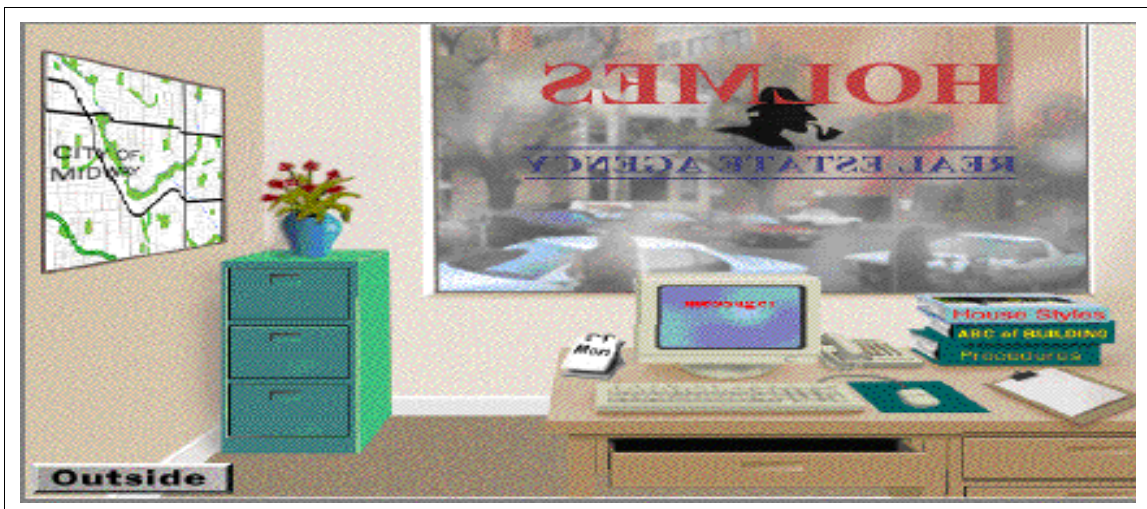 HOLMES
REAL ESTATE AGENCY
CITY OF
MIDWAY
House Styles
ABC of BUILDING
Procedures
Mon
Outside